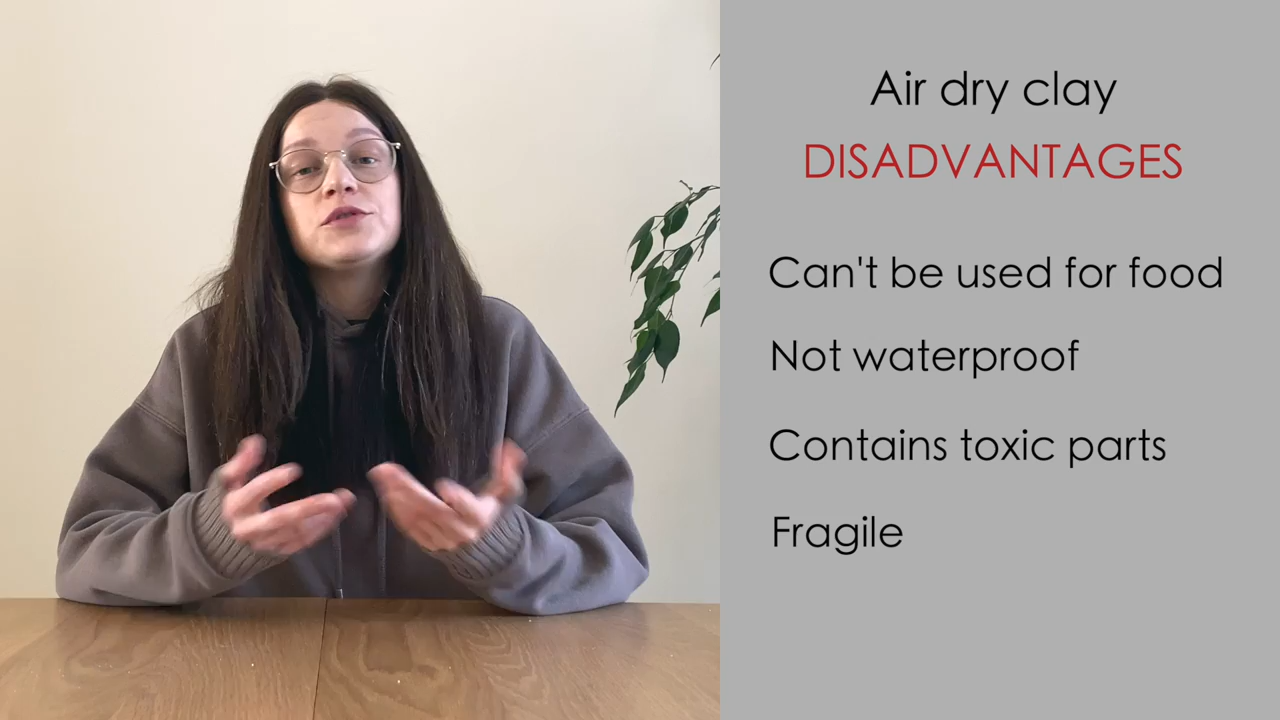 Air dry clay
DISADVANTAGES
Can't be used for food
Not waterproof
Contains toxic parts
Fragile